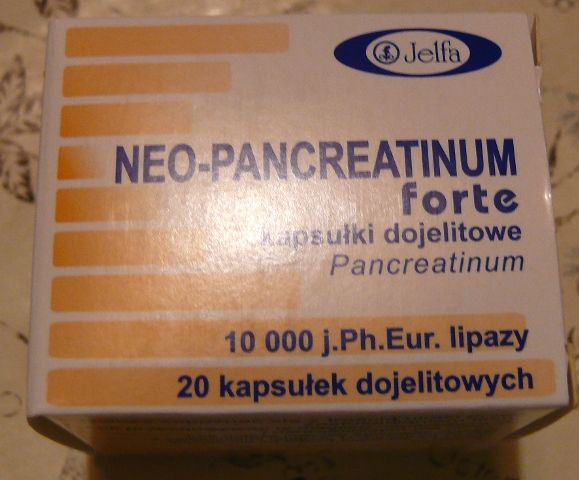 Jelfa
NEO-PANCREATINUM
forte
kapsułki dojelitowe
Pancreatinum
10 000 j.Ph.Eur. lipazy
20 kapsułek dojelitowych